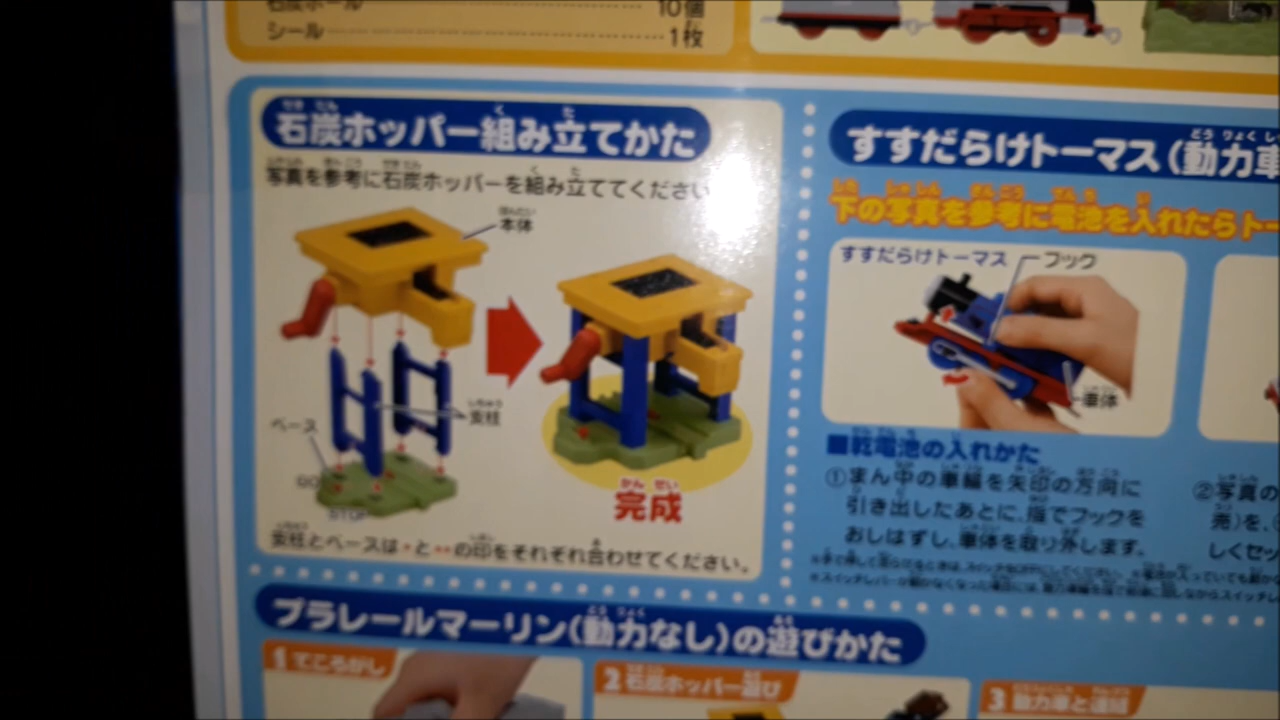 石炭ボール 10個
シール 1枚
石炭ホッパー組み立てかた
写真を参考に石炭ホッパーを組み立ててください
本体
支柱
ベース
完成
支柱とベースは•と••の印をそれぞれ合わせてください。
すすだらけトーマス(動力車
下の写真を参考に電池を入れたらトー
すすだらけトーマス
フック
車体
■乾電池の入れかた
①まん中の車輪を矢印の方向に
引き出したあとに、指でフックを
おしはずし、車体を取り外します。
②写真の
しくセッ
プラレールマーリン(動力なし)の遊びかた
1 てころがし
2 石炭ホッパー遊び
3 動力車と連結